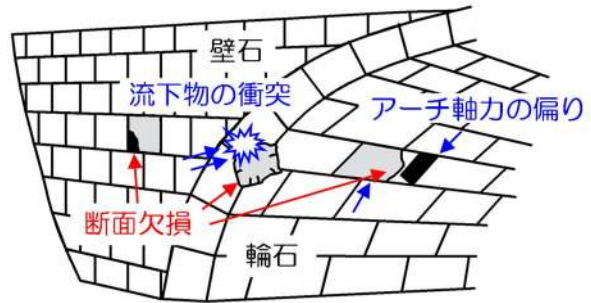 壁石
流下物の衝突
アーチ軸力の偏り
断面欠損
輪石